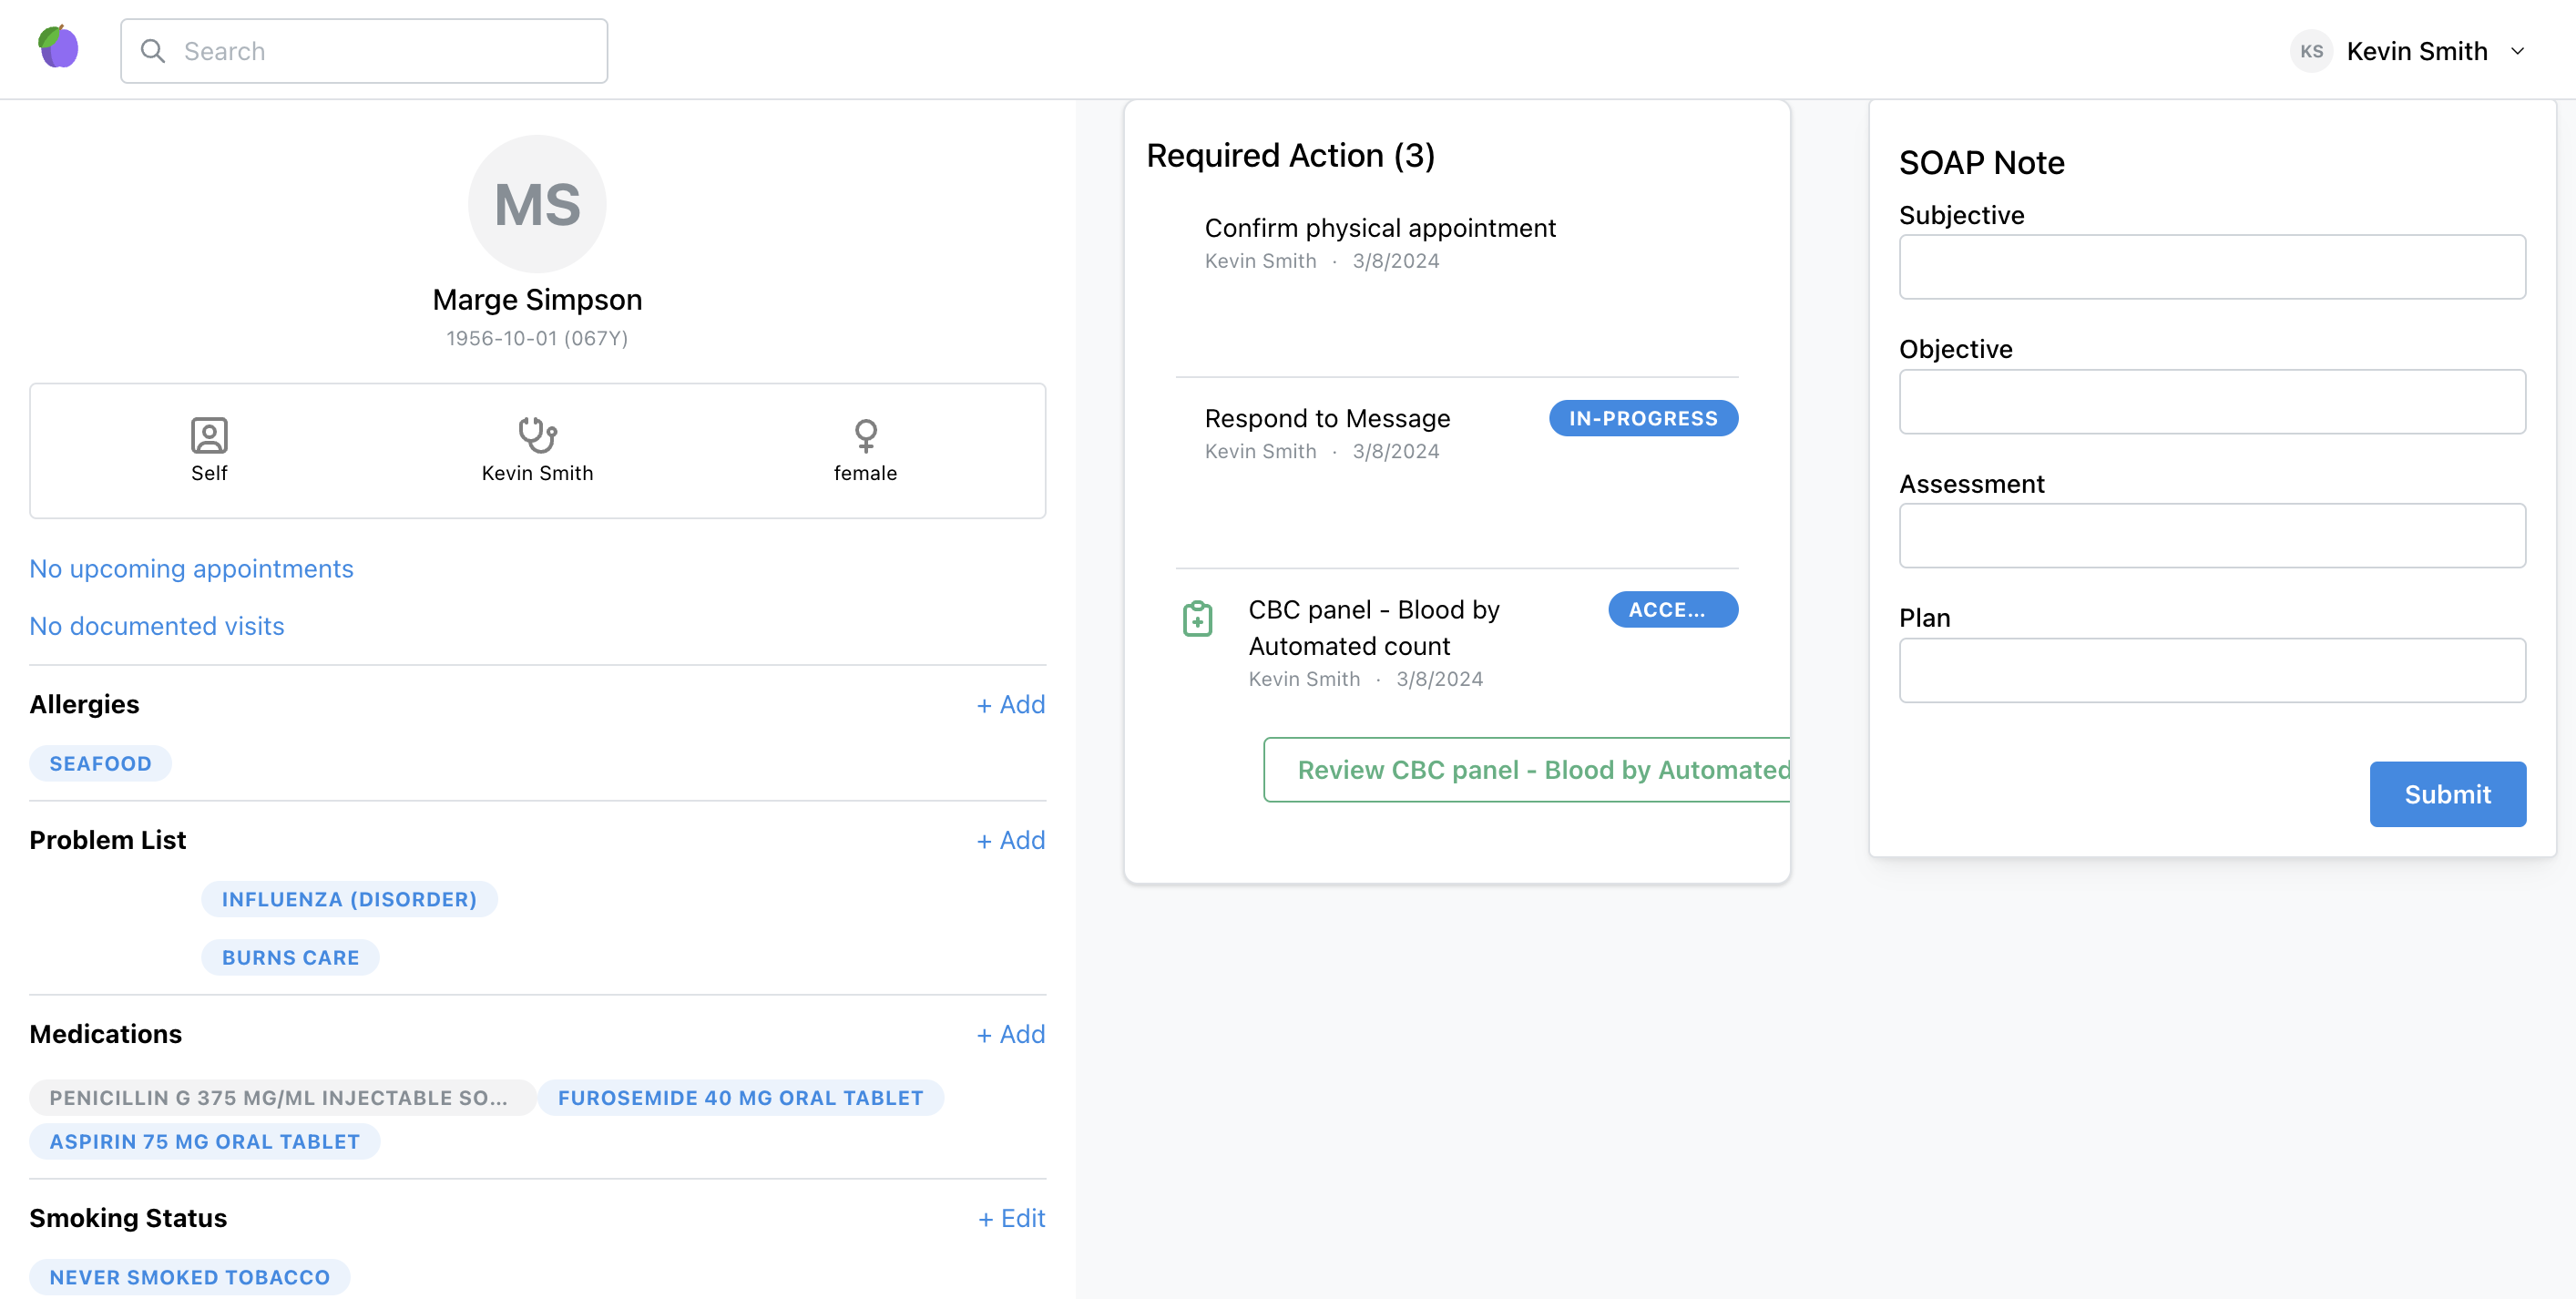 Search
KS Kevin Smith
MS
Marge Simpson
1956-10-01 (067Y)
Self
Kevin Smith
female
No upcoming appointments
No documented visits
Allergies + Add
SEAFOOD
Problem List + Add
INFLUENZA (DISORDER)
BURNS CARE
Medications + Add
PENICILLIN G 375 MG/ML INJECTABLE SO... FUROSEMIDE 40 MG ORAL TABLET
ASPIRIN 75 MG ORAL TABLET
Smoking Status + Edit
NEVER SMOKED TOBACCO
Required Action (3)
Confirm physical appointment
Kevin Smith · 3/8/2024
Respond to Message IN-PROGRESS
Kevin Smith · 3/8/2024
CBC panel - Blood by ACCE...
Automated count
Kevin Smith · 3/8/2024
Review CBC panel - Blood by Automated
SOAP Note
Subjective
Objective
Assessment
Plan
Submit